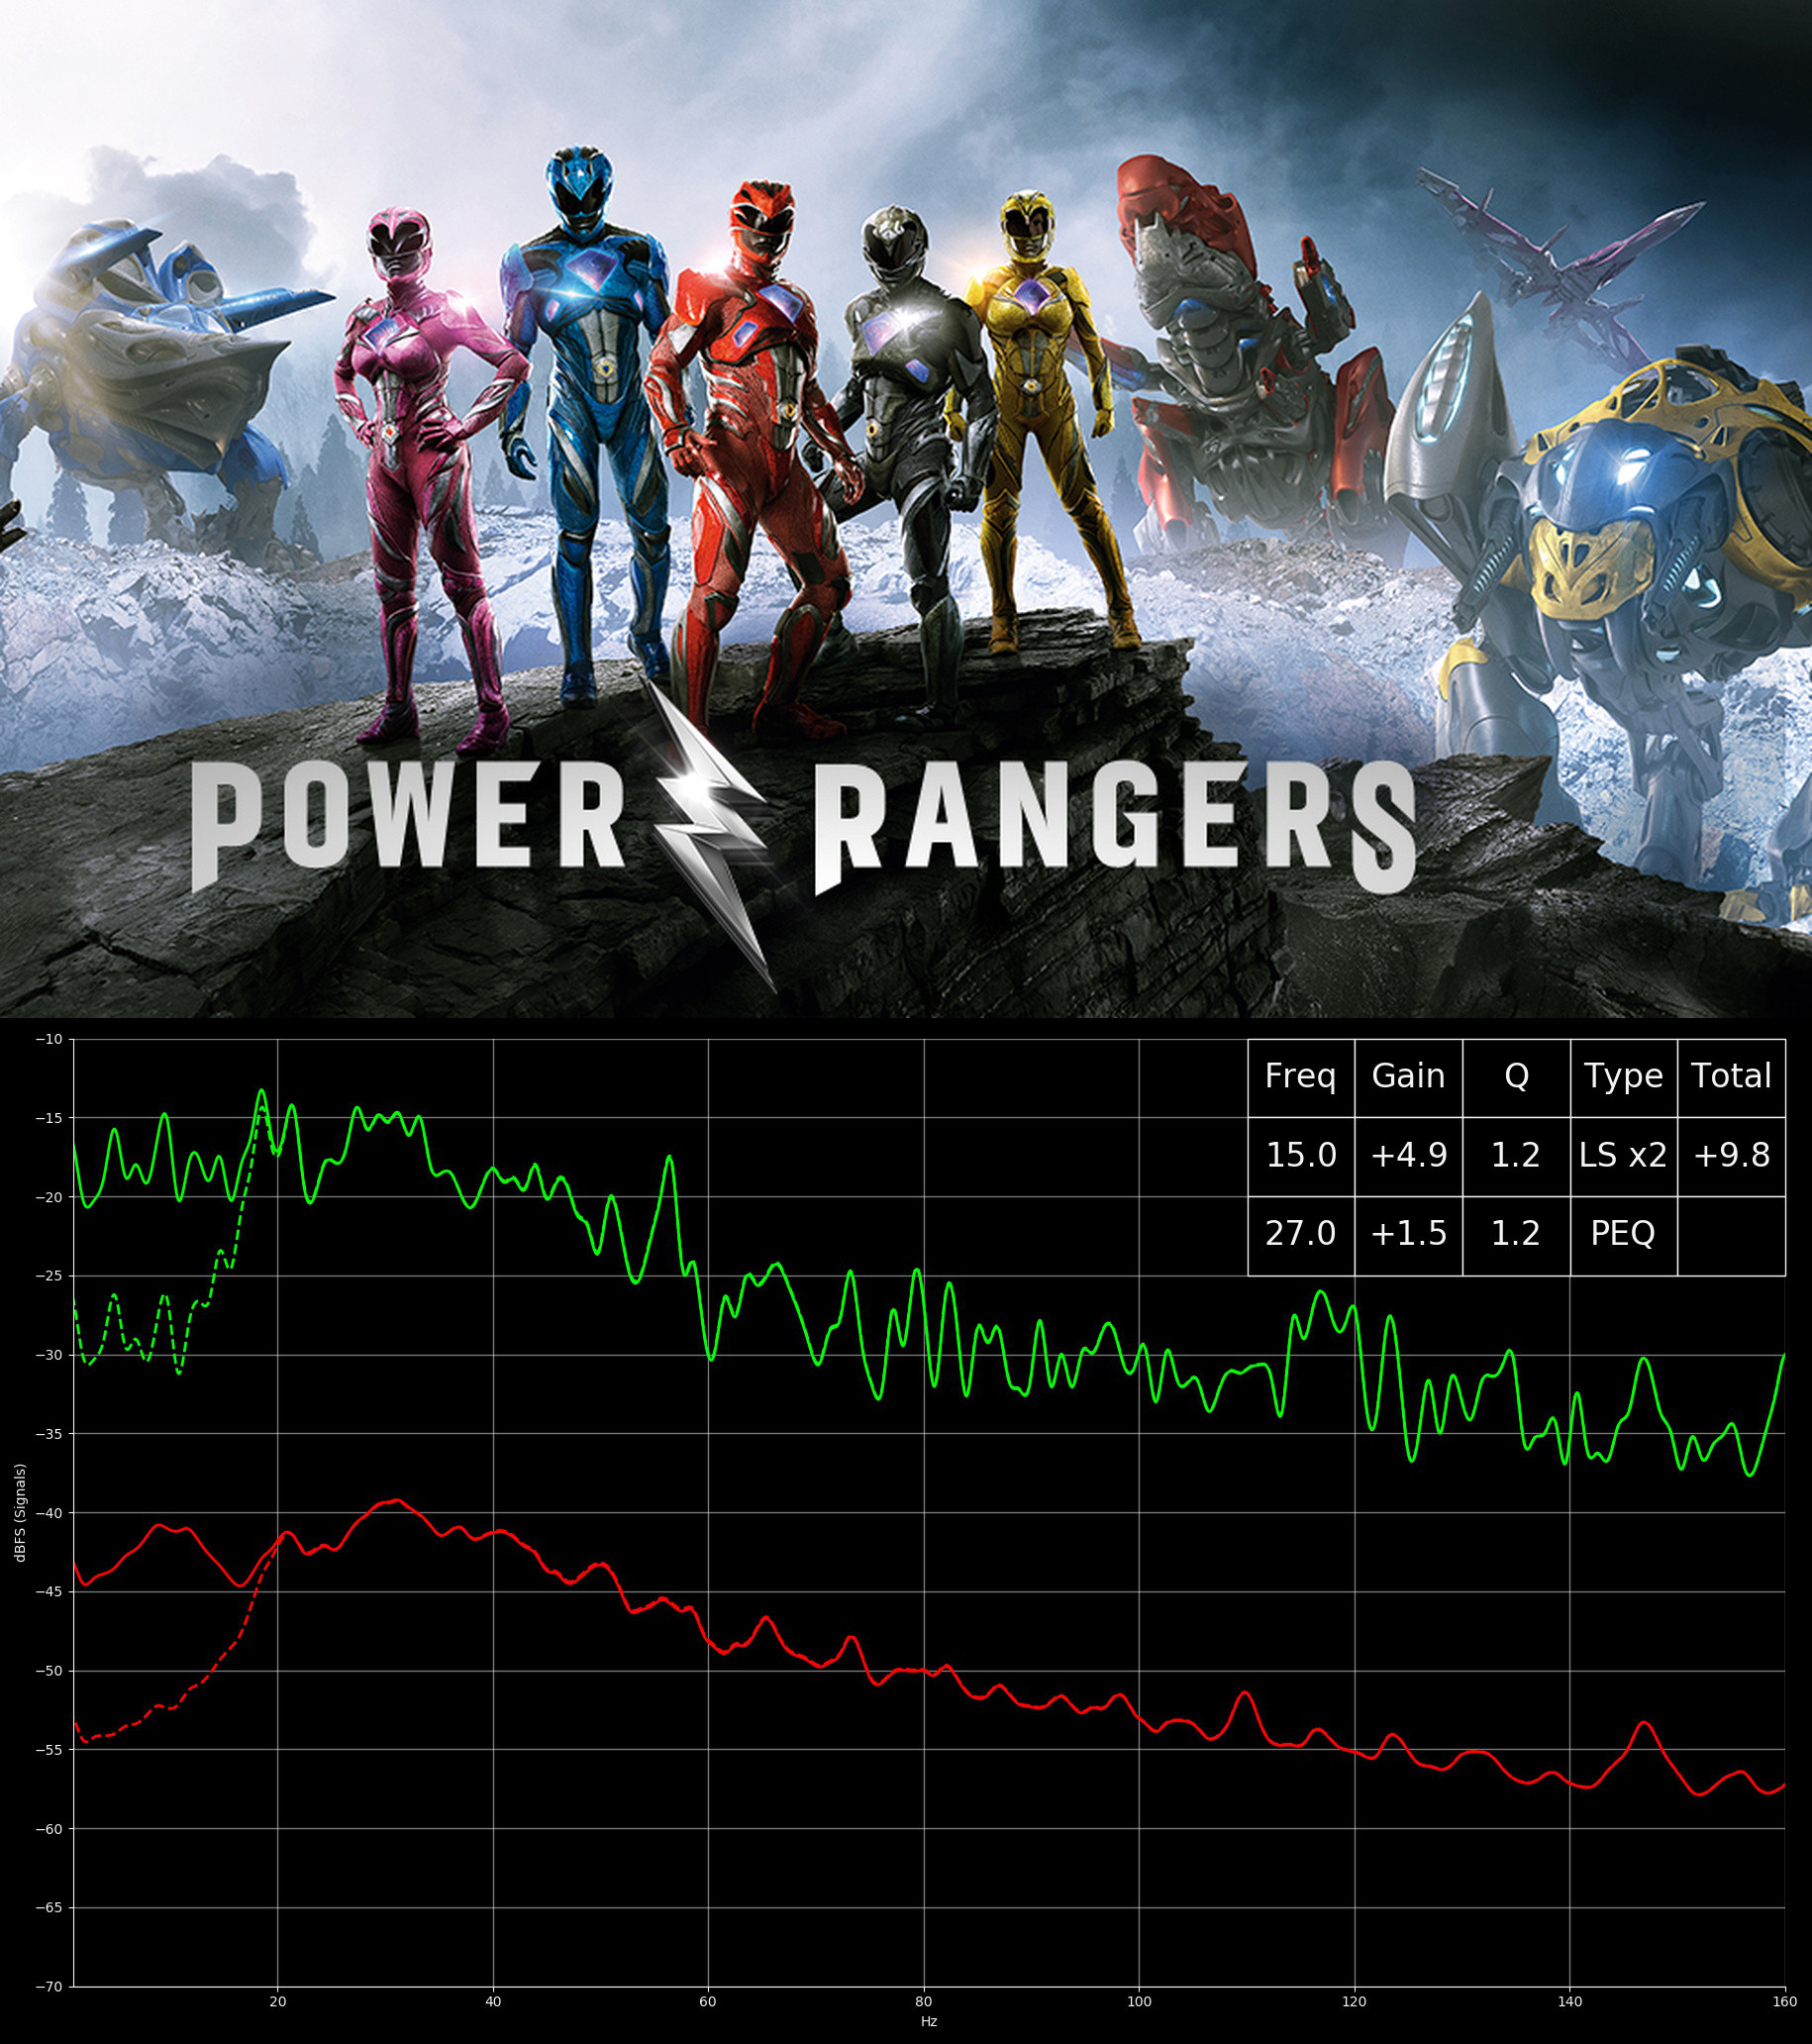 POWER RANGERS
Freq Gain Q Type Total
15.0 +4.9 1.2 LS x2 +9.8
27.0 +1.5 1.2 PEQ
−10
−15
−20
−25
−30
−35
−40
−45
−50
−55
−60
−65
−70
dBFS (Signals)
20 40 60 80 100 120 140 160
Hz